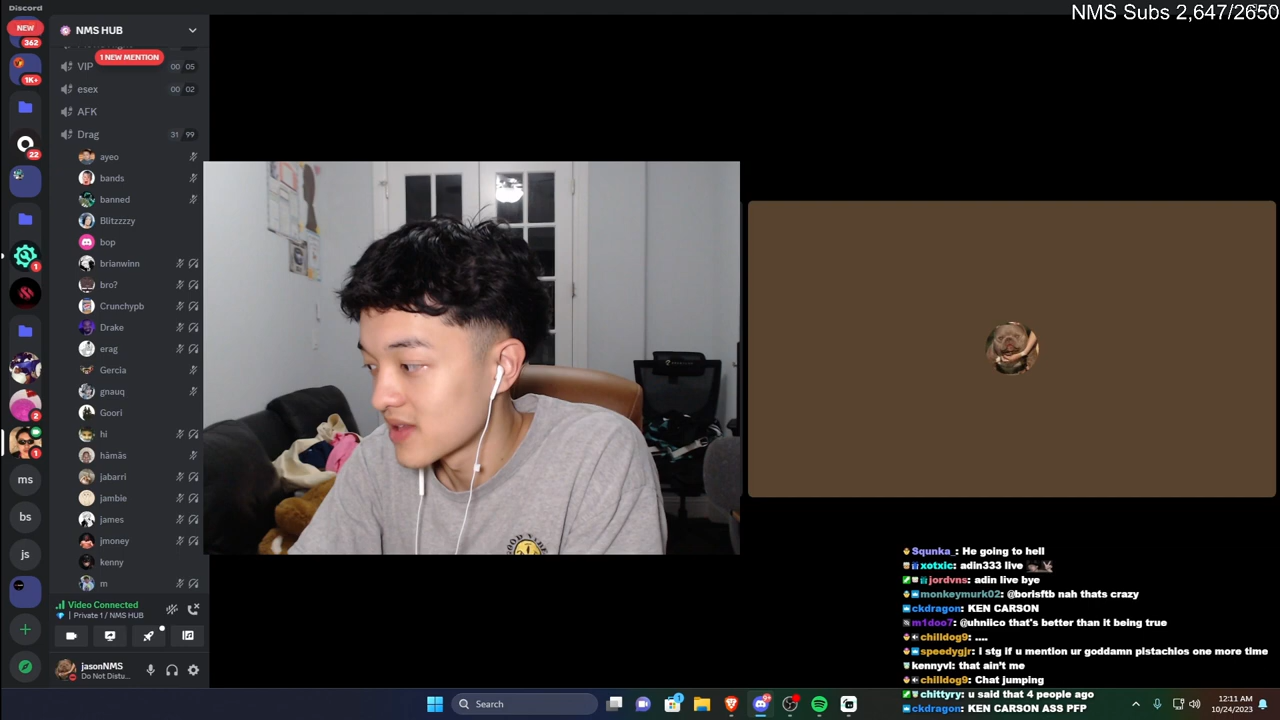 Discord
NMS Subs 2,647/2650
NEW
362
NMS HUB
1 NEW MENTION
VIP 00 05
1K+
esex 00 02
AFK
Drag 31 99
22
ayeo
bands
banned
Blitzzzzy
bop
brianwinn
1
bro?
Crunchypb
Drake
erag
Gercia
gnauq
2
Goori
hi
1
hämäs
jabarri
ms
jambie
james
bs
jmoney
js
kenny
m
Video Connected
Private 1 / NMS HUB
jasonNMS
Do Not Distu...
GOOD VIBES
Squnka_: He going to hell
xotxic: adin333 live
jordvns: adin live bye
monkeymurk02: @borisftb nah thats crazy
ckdragon: KEN CARSON
m1doo7: @uhniico that's better than it being true
chilldog9: ....
speedygjr: i stg if u mention ur goddamn pistachios one more time
kennyvl: that ain't me
chilldog9: Chat jumping
chittyry: u said that 4 people ago
ckdragon: KEN CARSON ASS PFP
Search
12:11 AM
10/24/2023